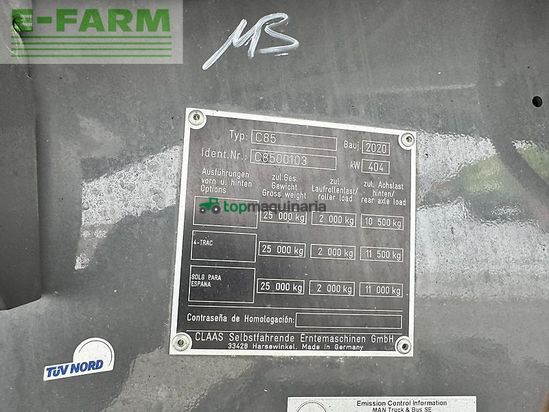 E-FARM
MB
Typ: C85 Bauj 2020
Ident.Nr.: C8500103 kW 404
Ausführungen zul. Ges. zul. zul. Achslast
vorn u. hinten Gewicht Laufrollenlast/ hinten/
Options Gross weight roller load rear axle load
topmaquinaria
25 000 kg 2 000 kg 10 500 kg
4-TRAC 25 000 kg 2 000 kg 11 500 kg
SOLO PARA
ESPANA 25 000 kg 2 000 kg 11 000 kg
Contraseña de Homologación:
CLAAS Selbstfahrende Erntemaschinen GmbH
33428 Harsewinkel, Made in Germany
TÜV NORD
Emission Control Information
MAN Truck & Bus SE